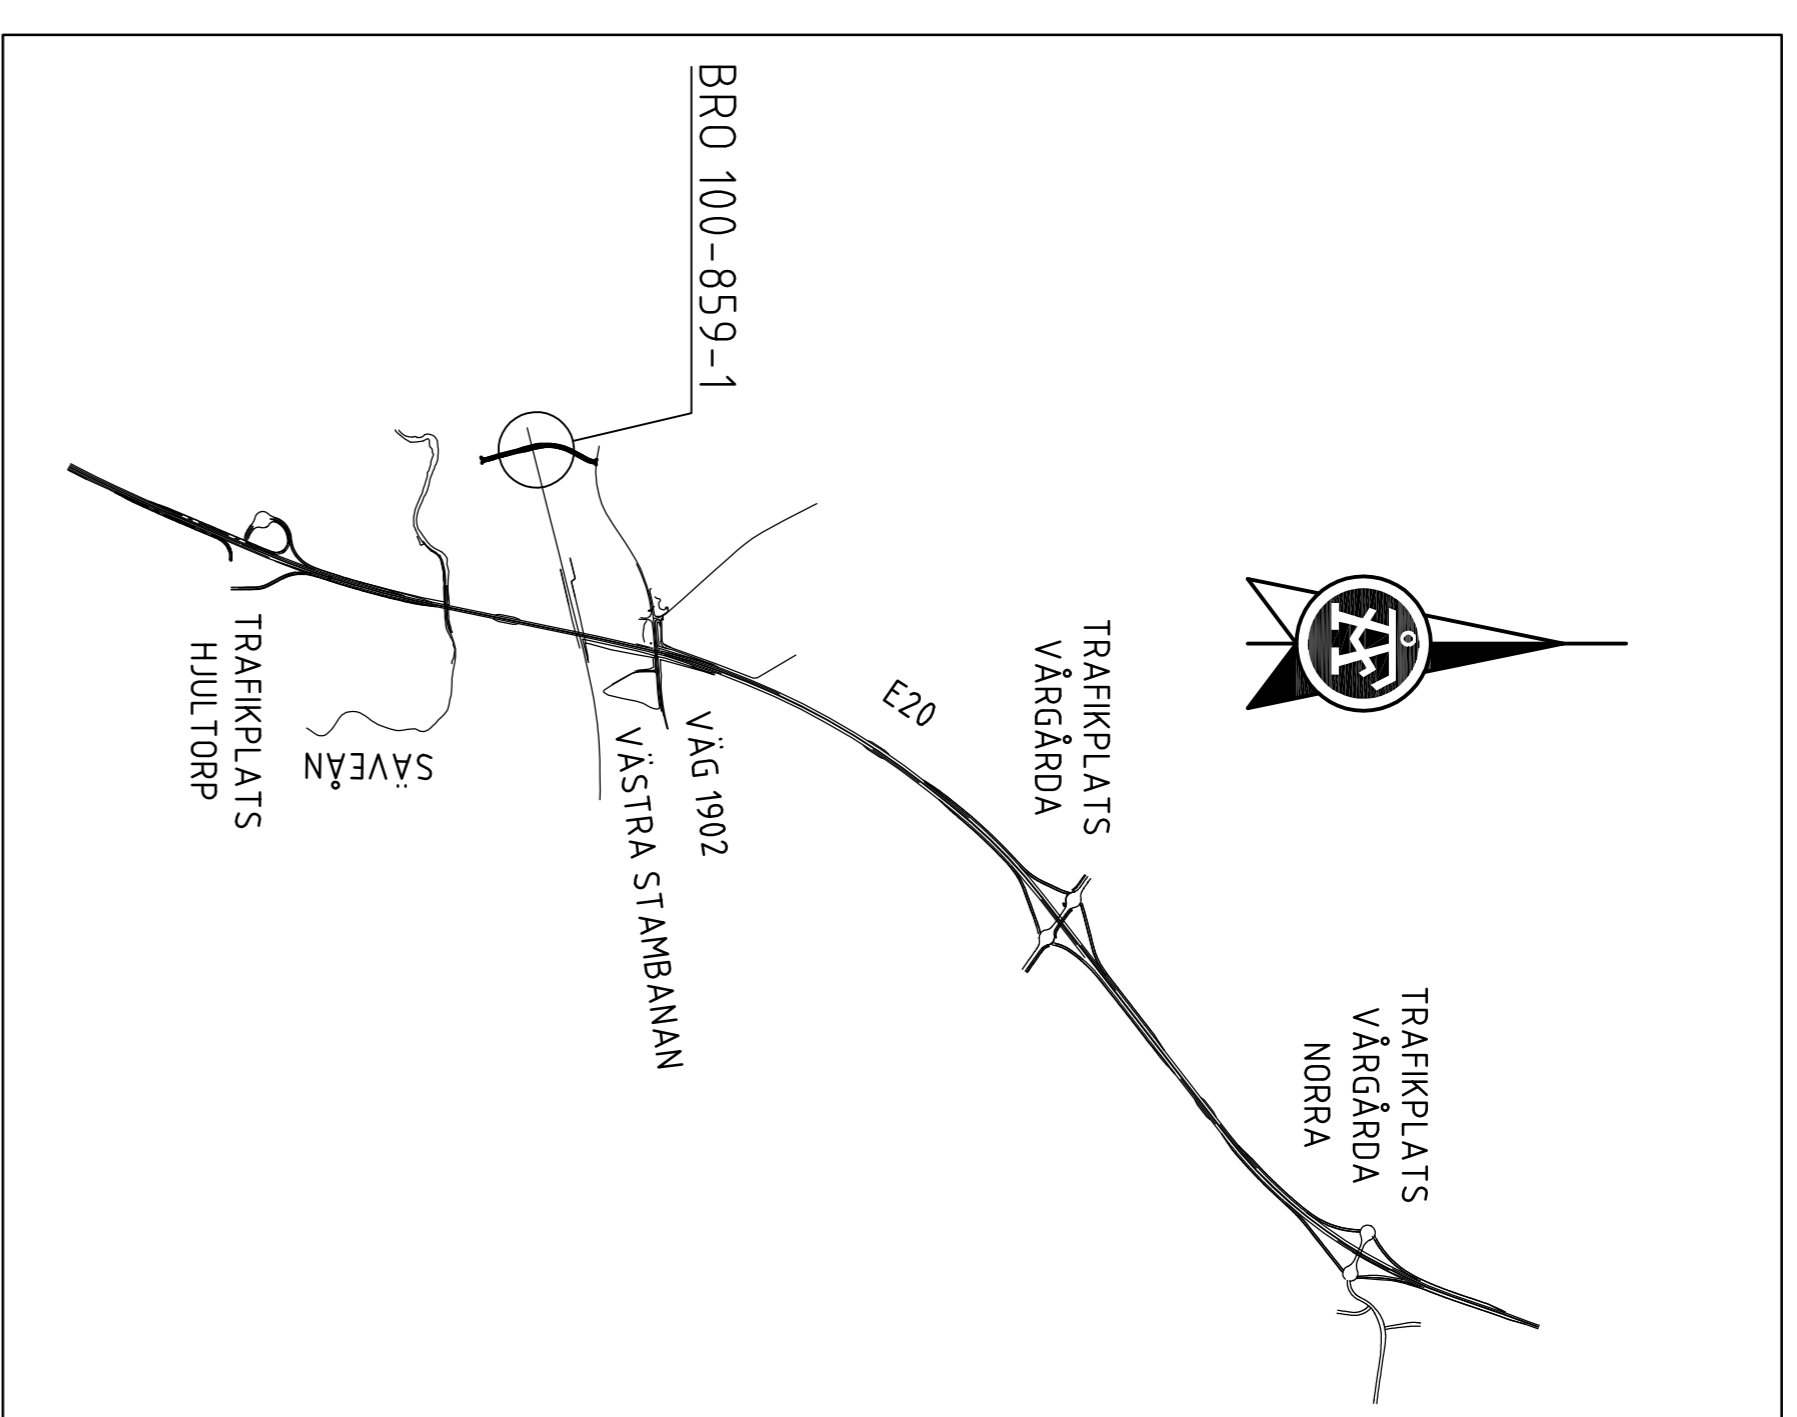 BRO 100-859-1
TRAFIKPLATS
VÅRGÅRDA
NORRA
TRAFIKPLATS
VÅRGÅRDA
E20
VÄG 1902
VÄSTRA STAMBANAN
SÄVEÅN
TRAFIKPLATS
HJULTORP